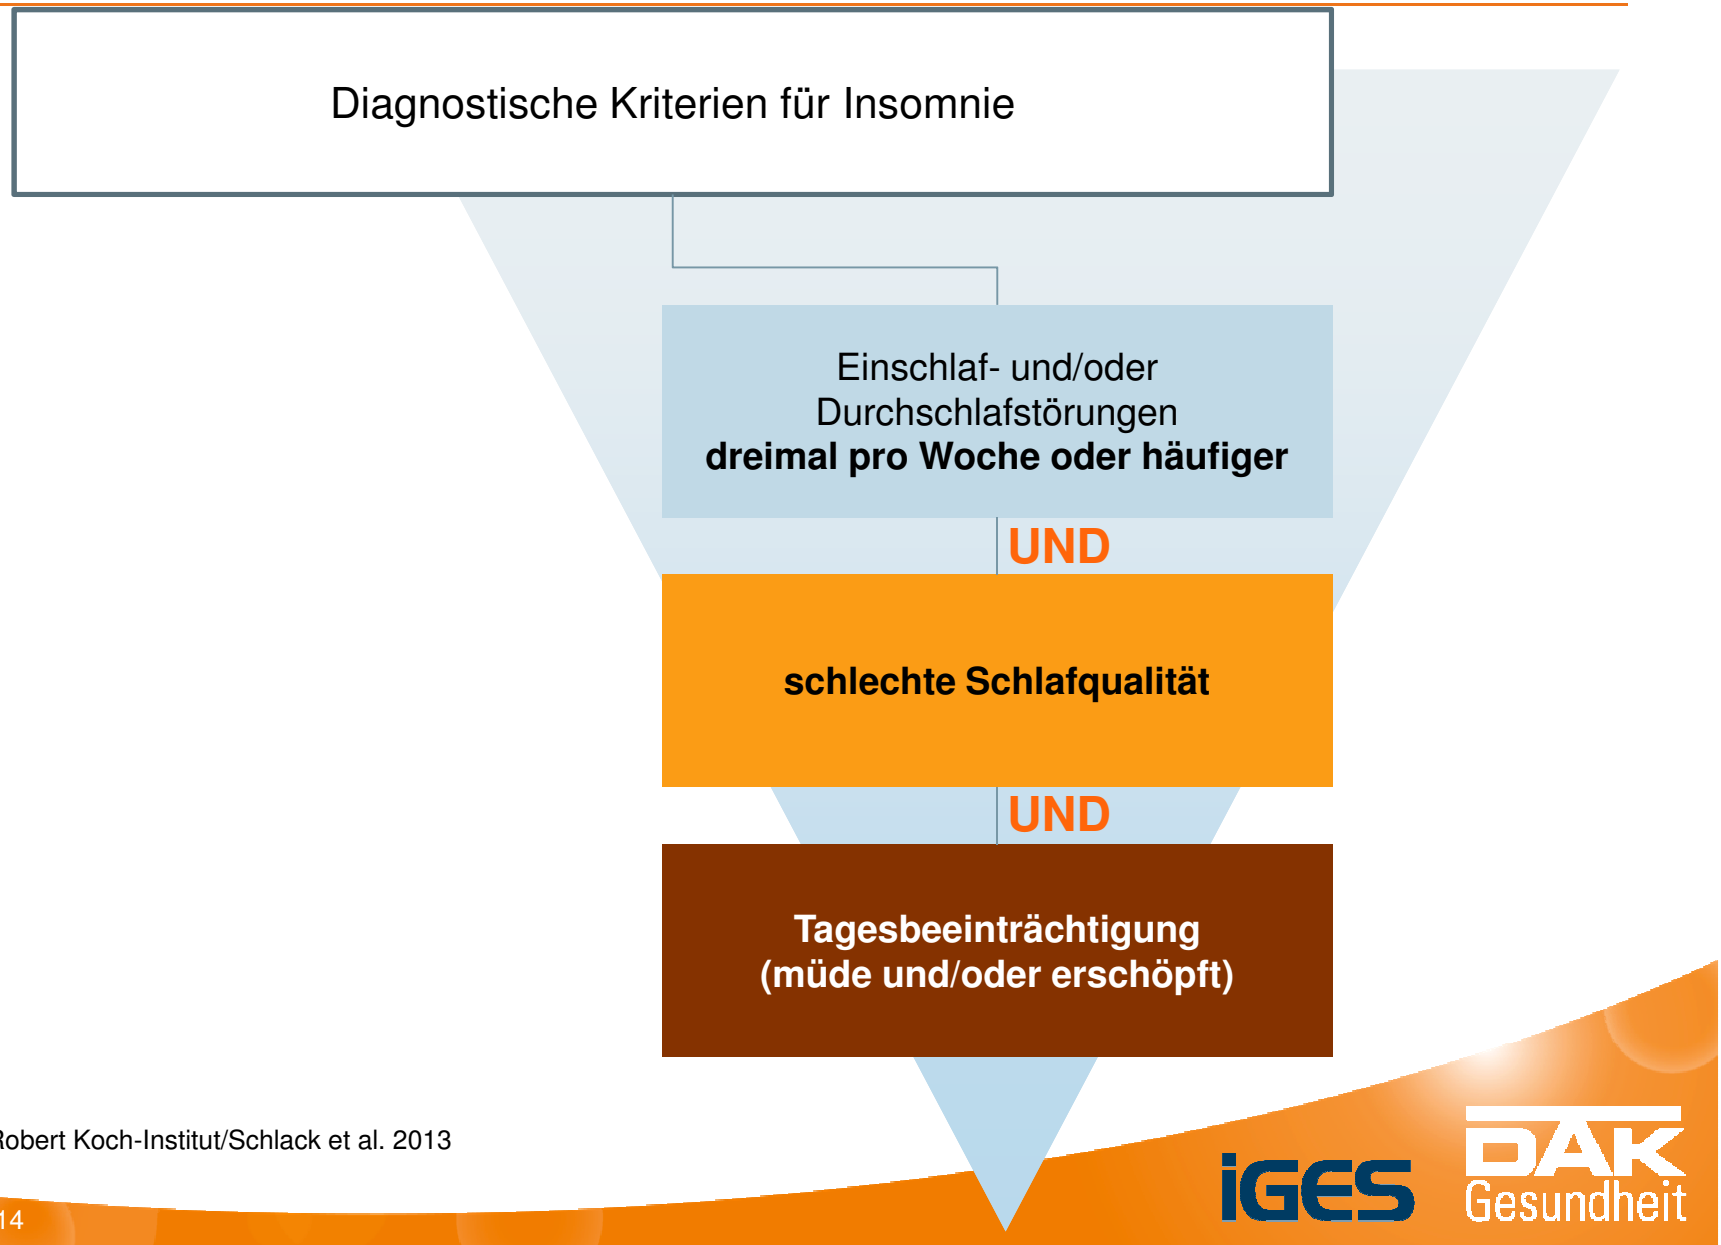 Diagnostische Kriterien für Insomnie
Einschlaf- und/oder
Durchschlafstörungen
dreimal pro Woche oder häufiger
UND
schlechte Schlafqualität
UND
Tagesbeeinträchtigung
(müde und/oder erschöpft)
Robert Koch-Institut/Schlack et al. 2013
14
iGES
DAK
Gesundheit